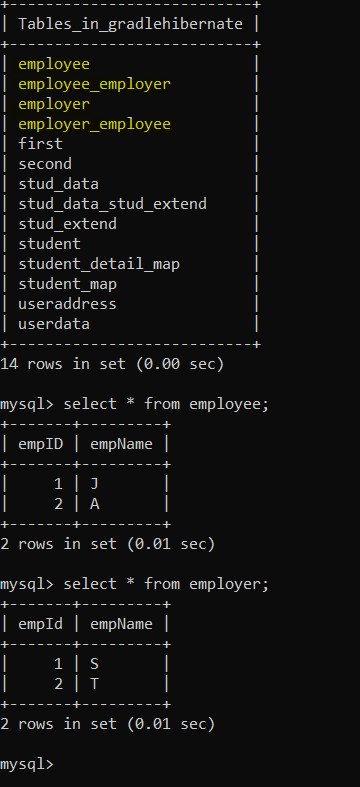 +--------------------------+
| Tables_in_gradlehibernate |
+--------------------------+
| employee |
| employee_employer |
| employer |
| employer_employee |
| first |
| second |
| stud_data |
| stud_data_stud_extend |
| stud_extend |
| student |
| student_detail_map |
| student_map |
| useraddress |
| userdata |
+--------------------------+
14 rows in set (0.00 sec)
mysql> select * from employee;
+-------+---------+
| empID | empName |
+-------+---------+
| 1 | J |
| 2 | A |
+-------+---------+
2 rows in set (0.01 sec)
mysql> select * from employer;
+-------+---------+
| empId | empName |
+-------+---------+
| 1 | S |
| 2 | T |
+-------+---------+
2 rows in set (0.01 sec)
mysql>